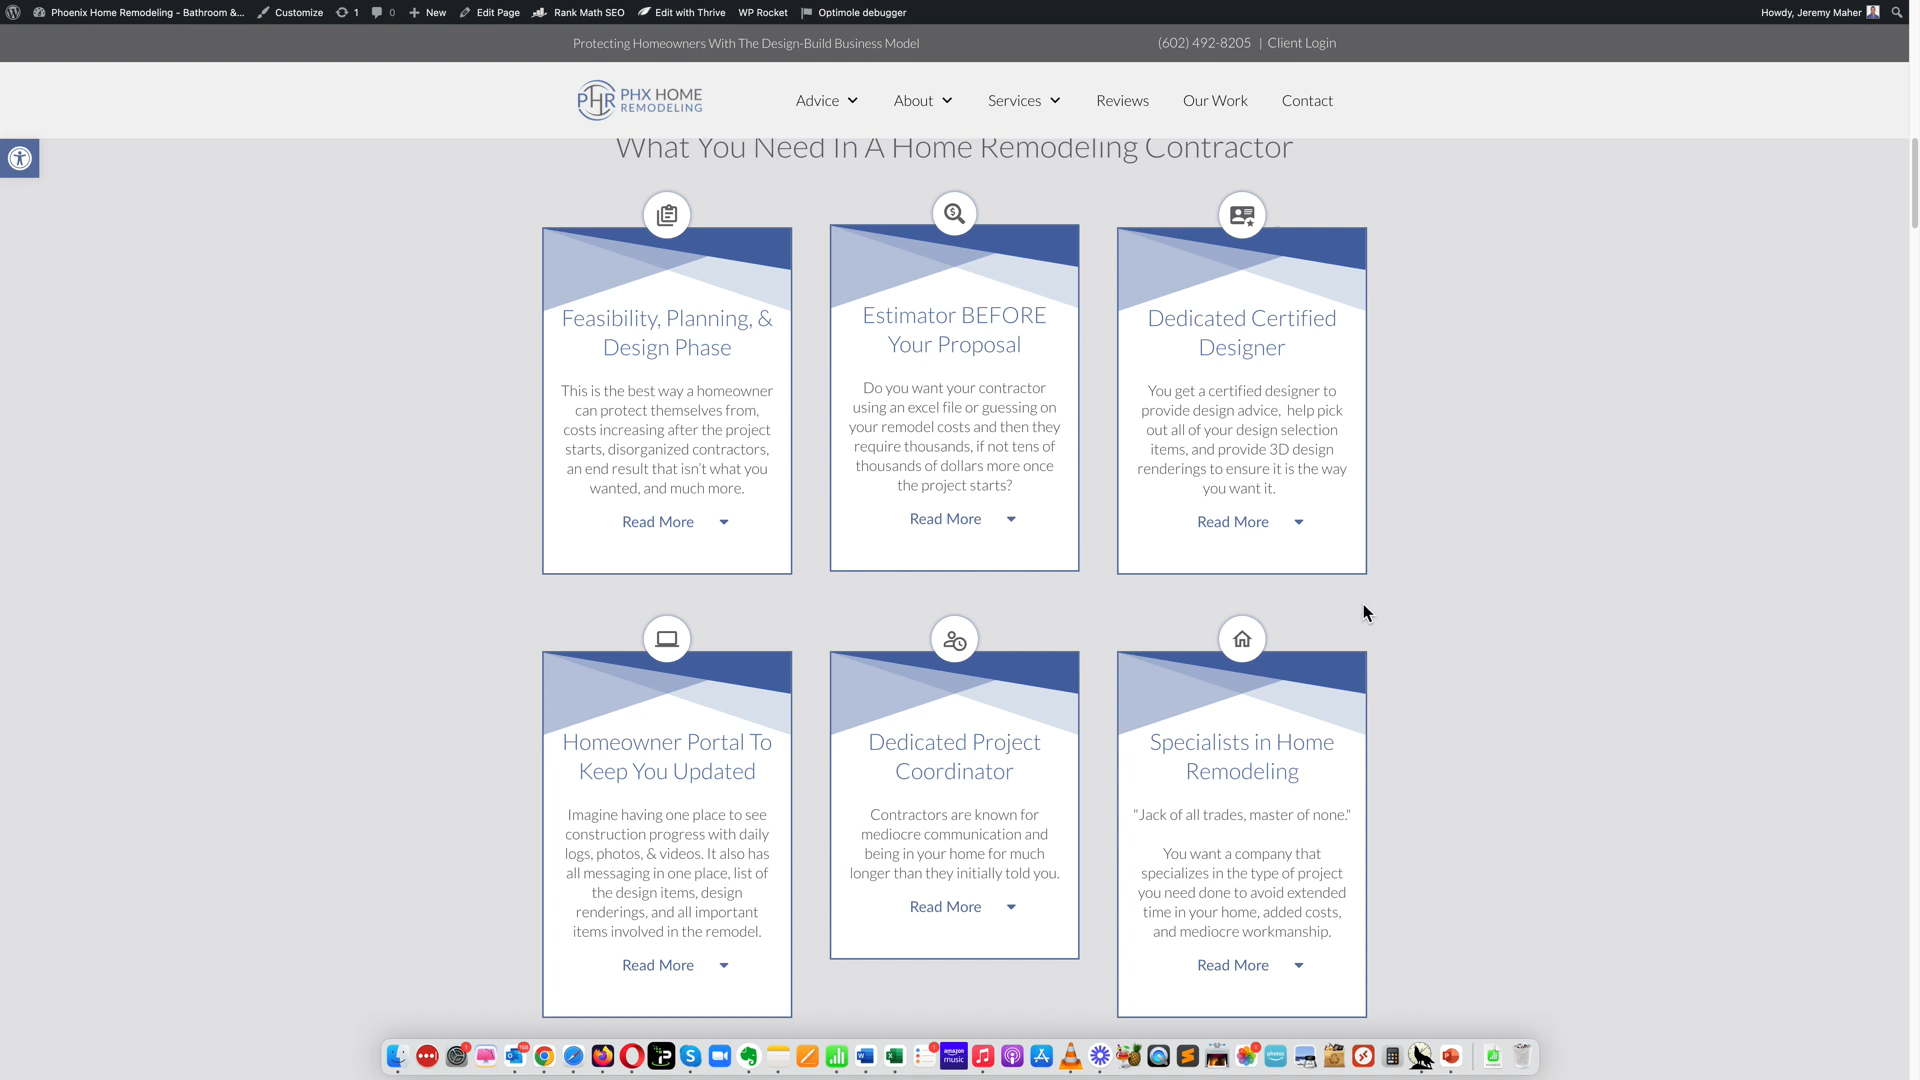 Phoenix Home Remodeling - Bathroom &... Customize 1 0 New Edit Page Rank Math SEO Edit with Thrive WP Rocket Optimole debugger Howdy, Jeremy Maher
Protecting Homeowners With The Design-Build Business Model (602) 492-8205 | Client Login
PHR PHX HOME
REMODELING
Advice About Services Reviews Our Work Contact
What You Need In A Home Remodeling Contractor
Feasibility, Planning, &
Design Phase
This is the best way a homeowner
can protect themselves from,
costs increasing after the project
starts, disorganized contractors,
an end result that isn't what you
wanted, and much more.
Read More
Estimator BEFORE
Your Proposal
Do you want your contractor
using an excel file or guessing on
your remodel costs and then they
require thousands, if not tens of
thousands of dollars more once
the project starts?
Read More
Dedicated Certified
Designer
You get a certified designer to
provide design advice, help pick
out all of your design selection
items, and provide 3D design
renderings to ensure it is the way
you want it.
Read More
Homeowner Portal To
Keep You Updated
Imagine having one place to see
construction progress with daily
logs, photos, & videos. It also has
all messaging in one place, list of
the design items, design
renderings, and all important
items involved in the remodel.
Read More
Dedicated Project
Coordinator
Contractors are known for
mediocre communication and
being in your home for much
longer than they initially told you.
Read More
Specialists in Home
Remodeling
"Jack of all trades, master of none."
You want a company that
specializes in the type of project
you need done to avoid extended
time in your home, added costs,
and mediocre workmanship.
Read More
amazon
music